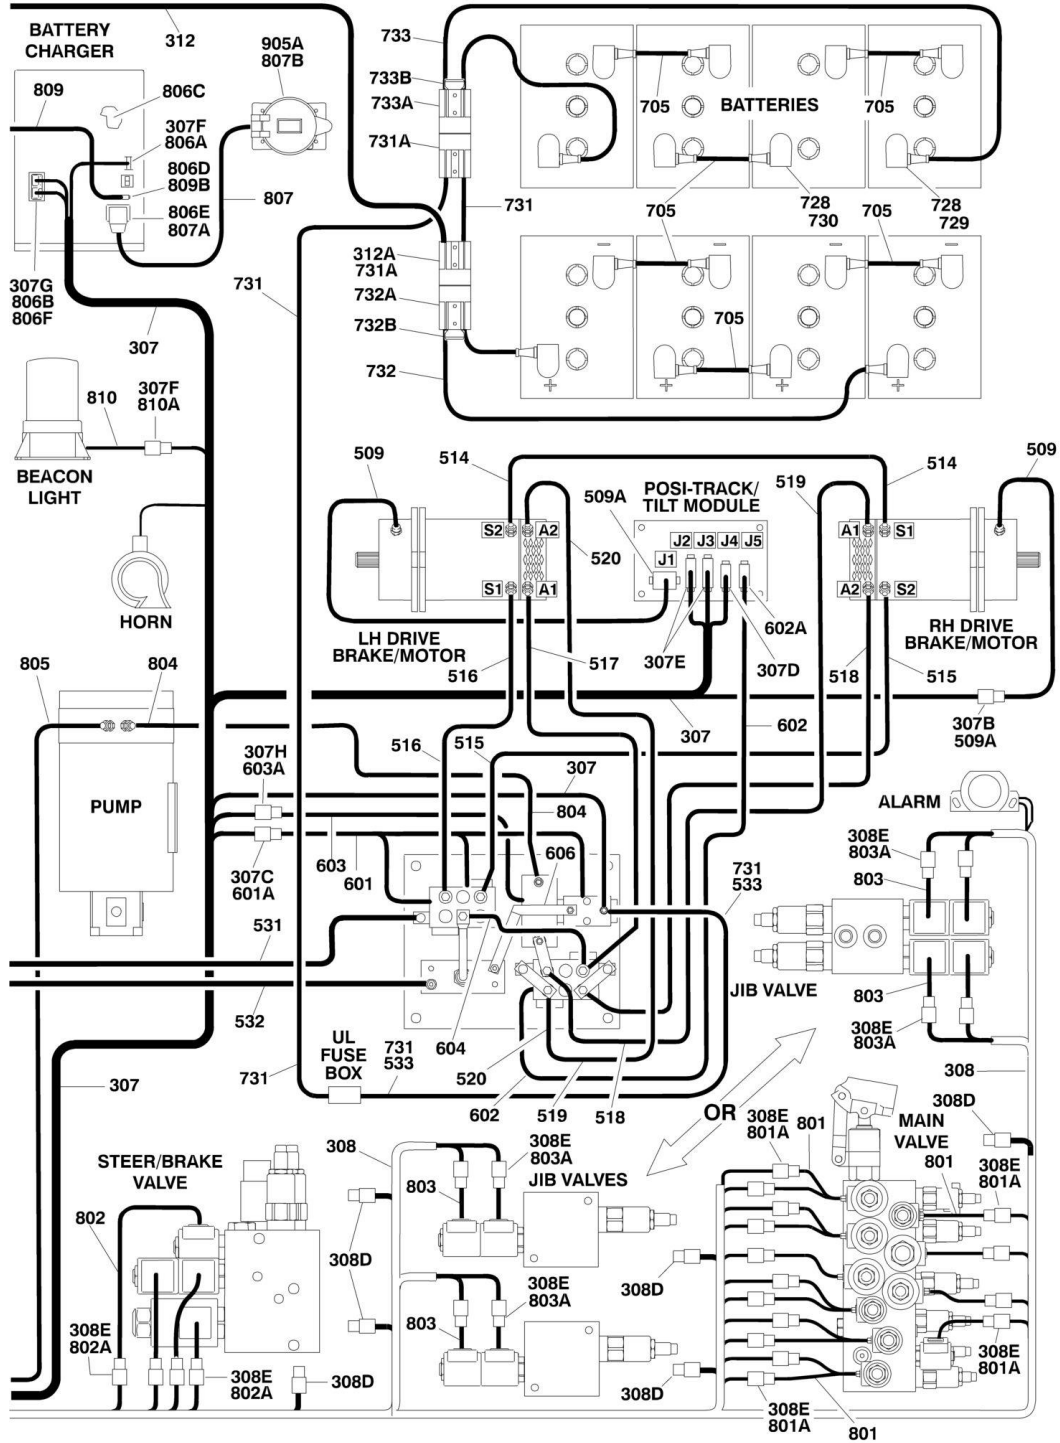 312
BATTERY
CHARGER
809
806C
307F
806A
806D
809B
806E
807A
307G
806B
806F
905A
807B
807
733
733B
733A
731A
731
731
312A
731A
732A
732B
732
705
BATTERIES
705
705
728
730
705
728
729
705
307
BEACON
LIGHT
810
307F
810A
HORN
509
514
509A
POSI-TRACK/
TILT MODULE
519
514
509
520
S2
A2
S1
A1
J1
J2
J3
J4
J5
A1
S1
A2
S2
602A
LH DRIVE
BRAKE/MOTOR
RH DRIVE
BRAKE/MOTOR
516
517
307E
307D
518
515
805
804
307
602
307B
509A
516
515
307
804
307H
603A
PUMP
603
601
606
307C
601A
731
533
ALARM
308E
803A
803
531
532
JIB VALVE
803
308E
803A
604
520
602
519
518
UL
FUSE
BOX
731
731
533
307
OR
308
308D
308E
801A
801
MAIN
VALVE
801
308E
801A
STEER/BRAKE
VALVE
802
308E
802A
308E
802A
308D
308
308D
308E
803A
803
JIB VALVES
308E
803A
803
308D
308D
308E
801A
308E
801A
801